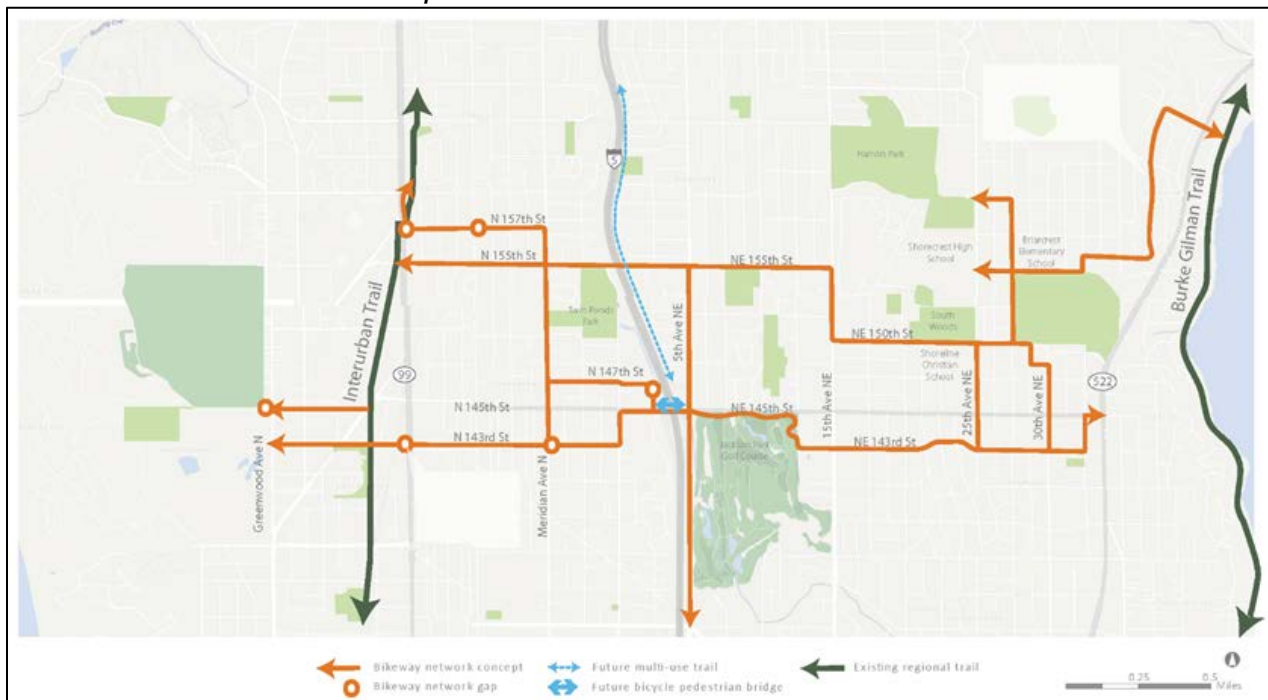 5
Hamlin Park
N 157th St
Shorecrest High
School
Briarcrest
Elementary
School
Burke Gilman Trail
N 155th St
NE 155th St
Interurban Trail
Twin Ponds
Park
5th Ave NE
South
Woods
NE 150th St
Shoreline
Christian
School
15th Ave NE
25th Ave NE
30th Ave NE
99
N 147th St
522
N 145th St
NE 145th St
N 143rd St
NE 143rd St
Jackson Park
Golf Course
Greenwood Ave N
Meridian Ave N
Bikeway network concept
Future multi-use trail
Existing regional trail
Bikeway network gap
Future bicycle pedestrian bridge
0.25
0.5
Miles